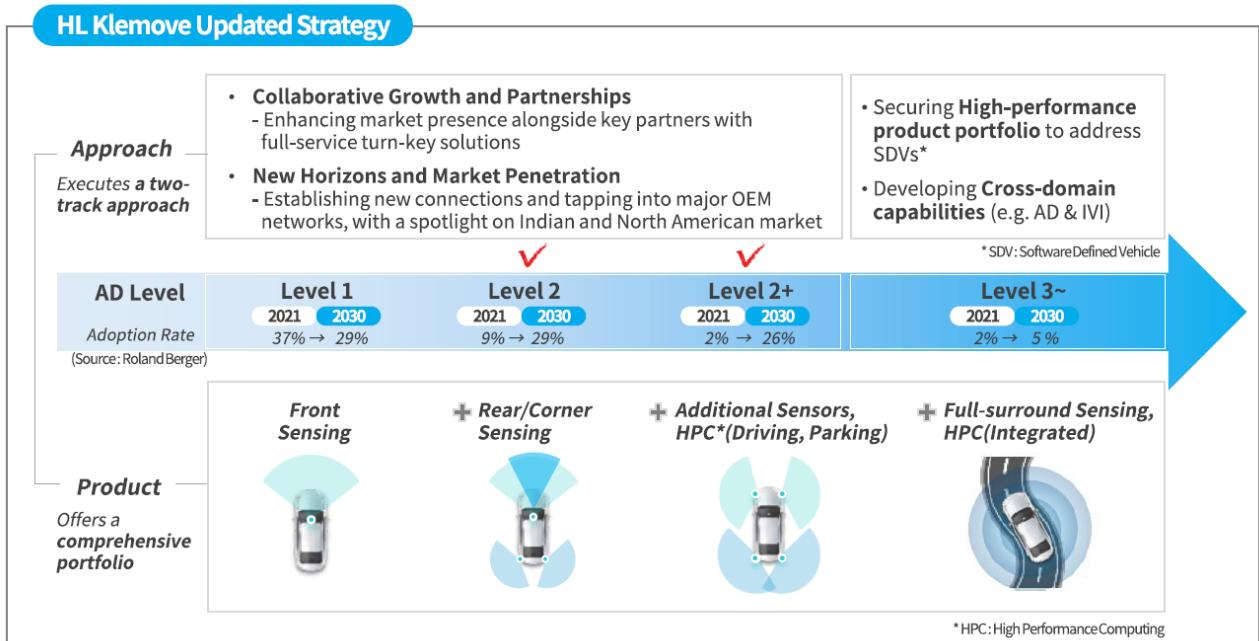 HL Klemove Updated Strategy
Approach
Executes a two-
track approach
• Collaborative Growth and Partnerships
- Enhancing market presence alongside key partners with
full-service turn-key solutions
• New Horizons and Market Penetration
- Establishing new connections and tapping into major OEM
networks, with a spotlight on Indian and North American market
• Securing High-performance
product portfolio to address
SDVs*
• Developing Cross-domain
capabilities (e.g. AD & IVI)
* SDV : Software Defined Vehicle
AD Level
Level 1
Level 2
Level 2+
Level 3~
2021 2030
2021 2030
2021 2030
2021 2030
Adoption Rate
37% → 29%
9% → 29%
2% → 26%
2% → 5 %
(Source : Roland Berger)
Product
Offers a
comprehensive
portfolio
Front
Sensing
+ Rear/Corner
Sensing
+ Additional Sensors,
HPC*(Driving, Parking)
+ Full-surround Sensing,
HPC(Integrated)
* HPC : High Performance Computing